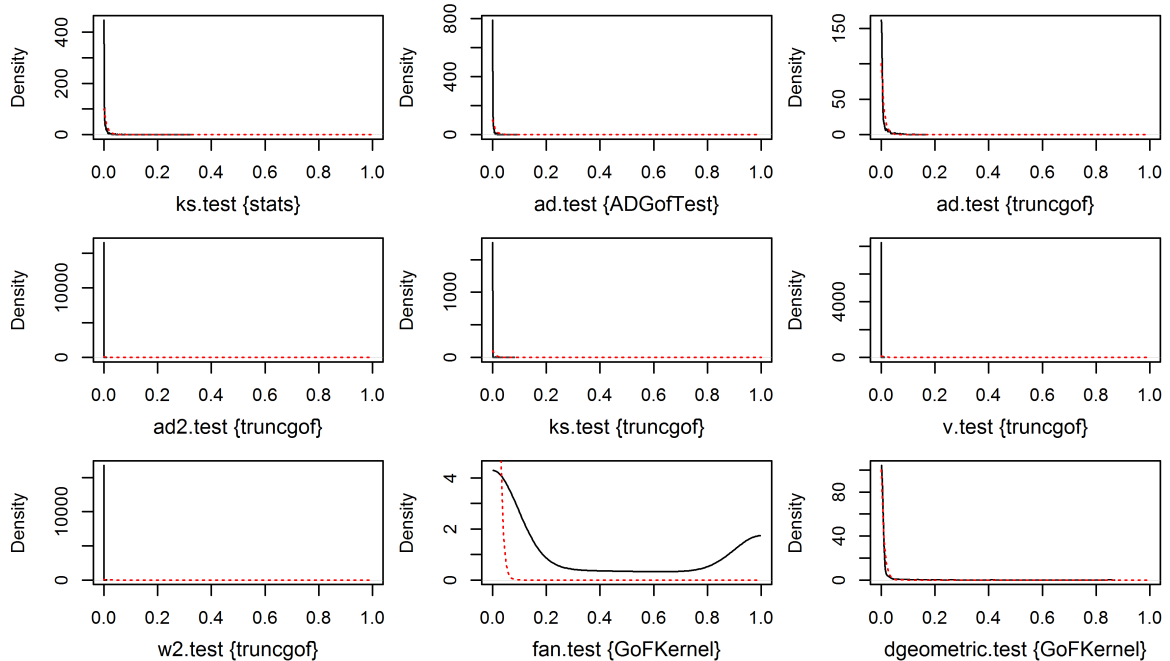 Density
0 200 400
0.0 0.2 0.4 0.6 0.8 1.0
ks.test {stats}
Density
0 400 800
0.0 0.2 0.4 0.6 0.8 1.0
ad.test {ADGofTest}
Density
0 50 150
0.0 0.2 0.4 0.6 0.8 1.0
ad.test {truncgof}
Density
0 10000
0.0 0.2 0.4 0.6 0.8 1.0
ad2.test {truncgof}
Density
0 1000
0.0 0.2 0.4 0.6 0.8 1.0
ks.test {truncgof}
Density
0 4000
0.0 0.2 0.4 0.6 0.8 1.0
v.test {truncgof}
Density
0 10000
0.0 0.2 0.4 0.6 0.8 1.0
w2.test {truncgof}
Density
0 2 4
0.0 0.2 0.4 0.6 0.8 1.0
fan.test {GoFKernel}
Density
0 40 80
0.0 0.2 0.4 0.6 0.8 1.0
dgeometric.test {GoFKernel}